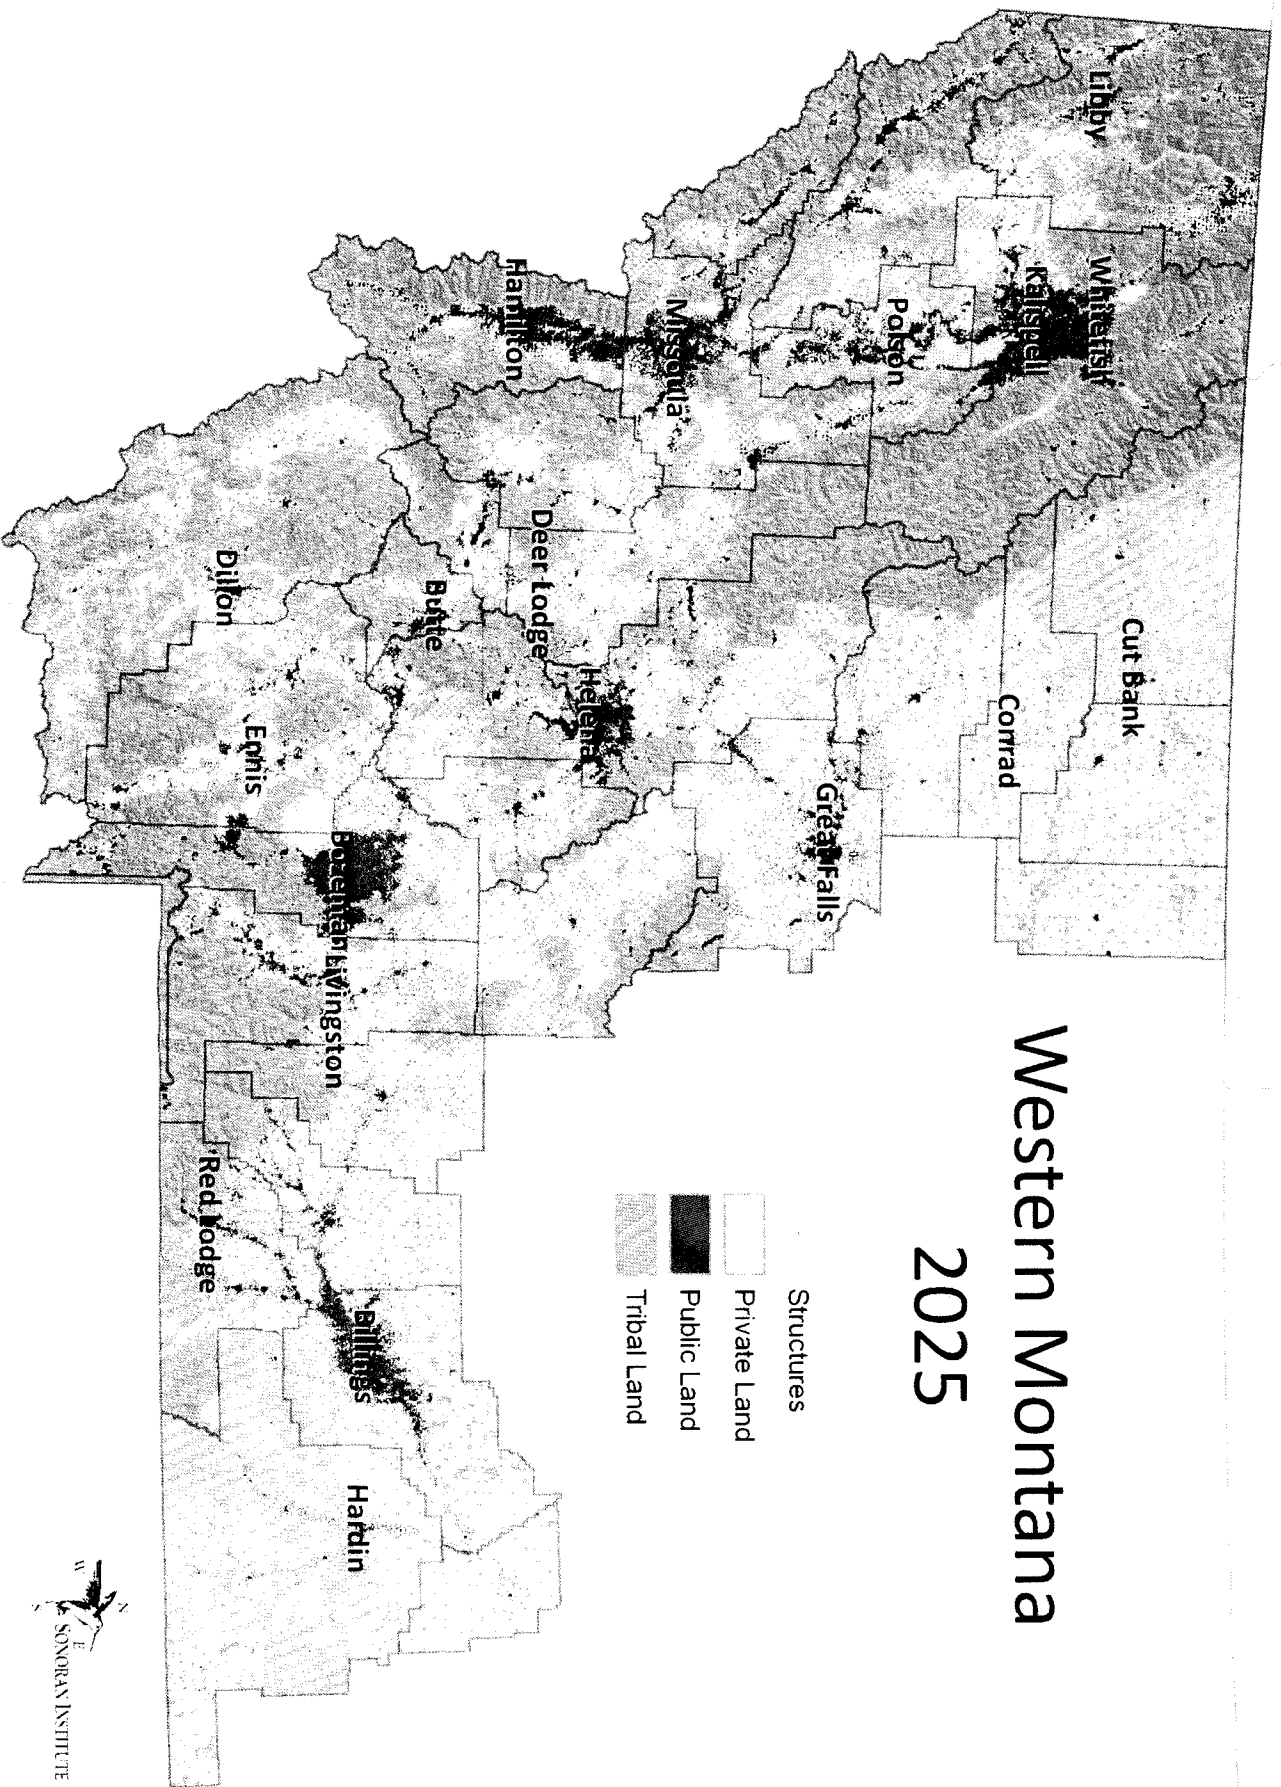 Western Montana
2025
Structures
Private Land
Public Land
Tribal Land
Libby
Whitefish
Kalispell
Polson
Cut Bank
Conrad
Great Falls
Missoula
Hamilton
Deer Lodge
Helena
Butte
Dillon
Ennis
Bozeman
Livingston
Red Lodge
Billings
Hardin
N
E
SONORAN INSTITUTE